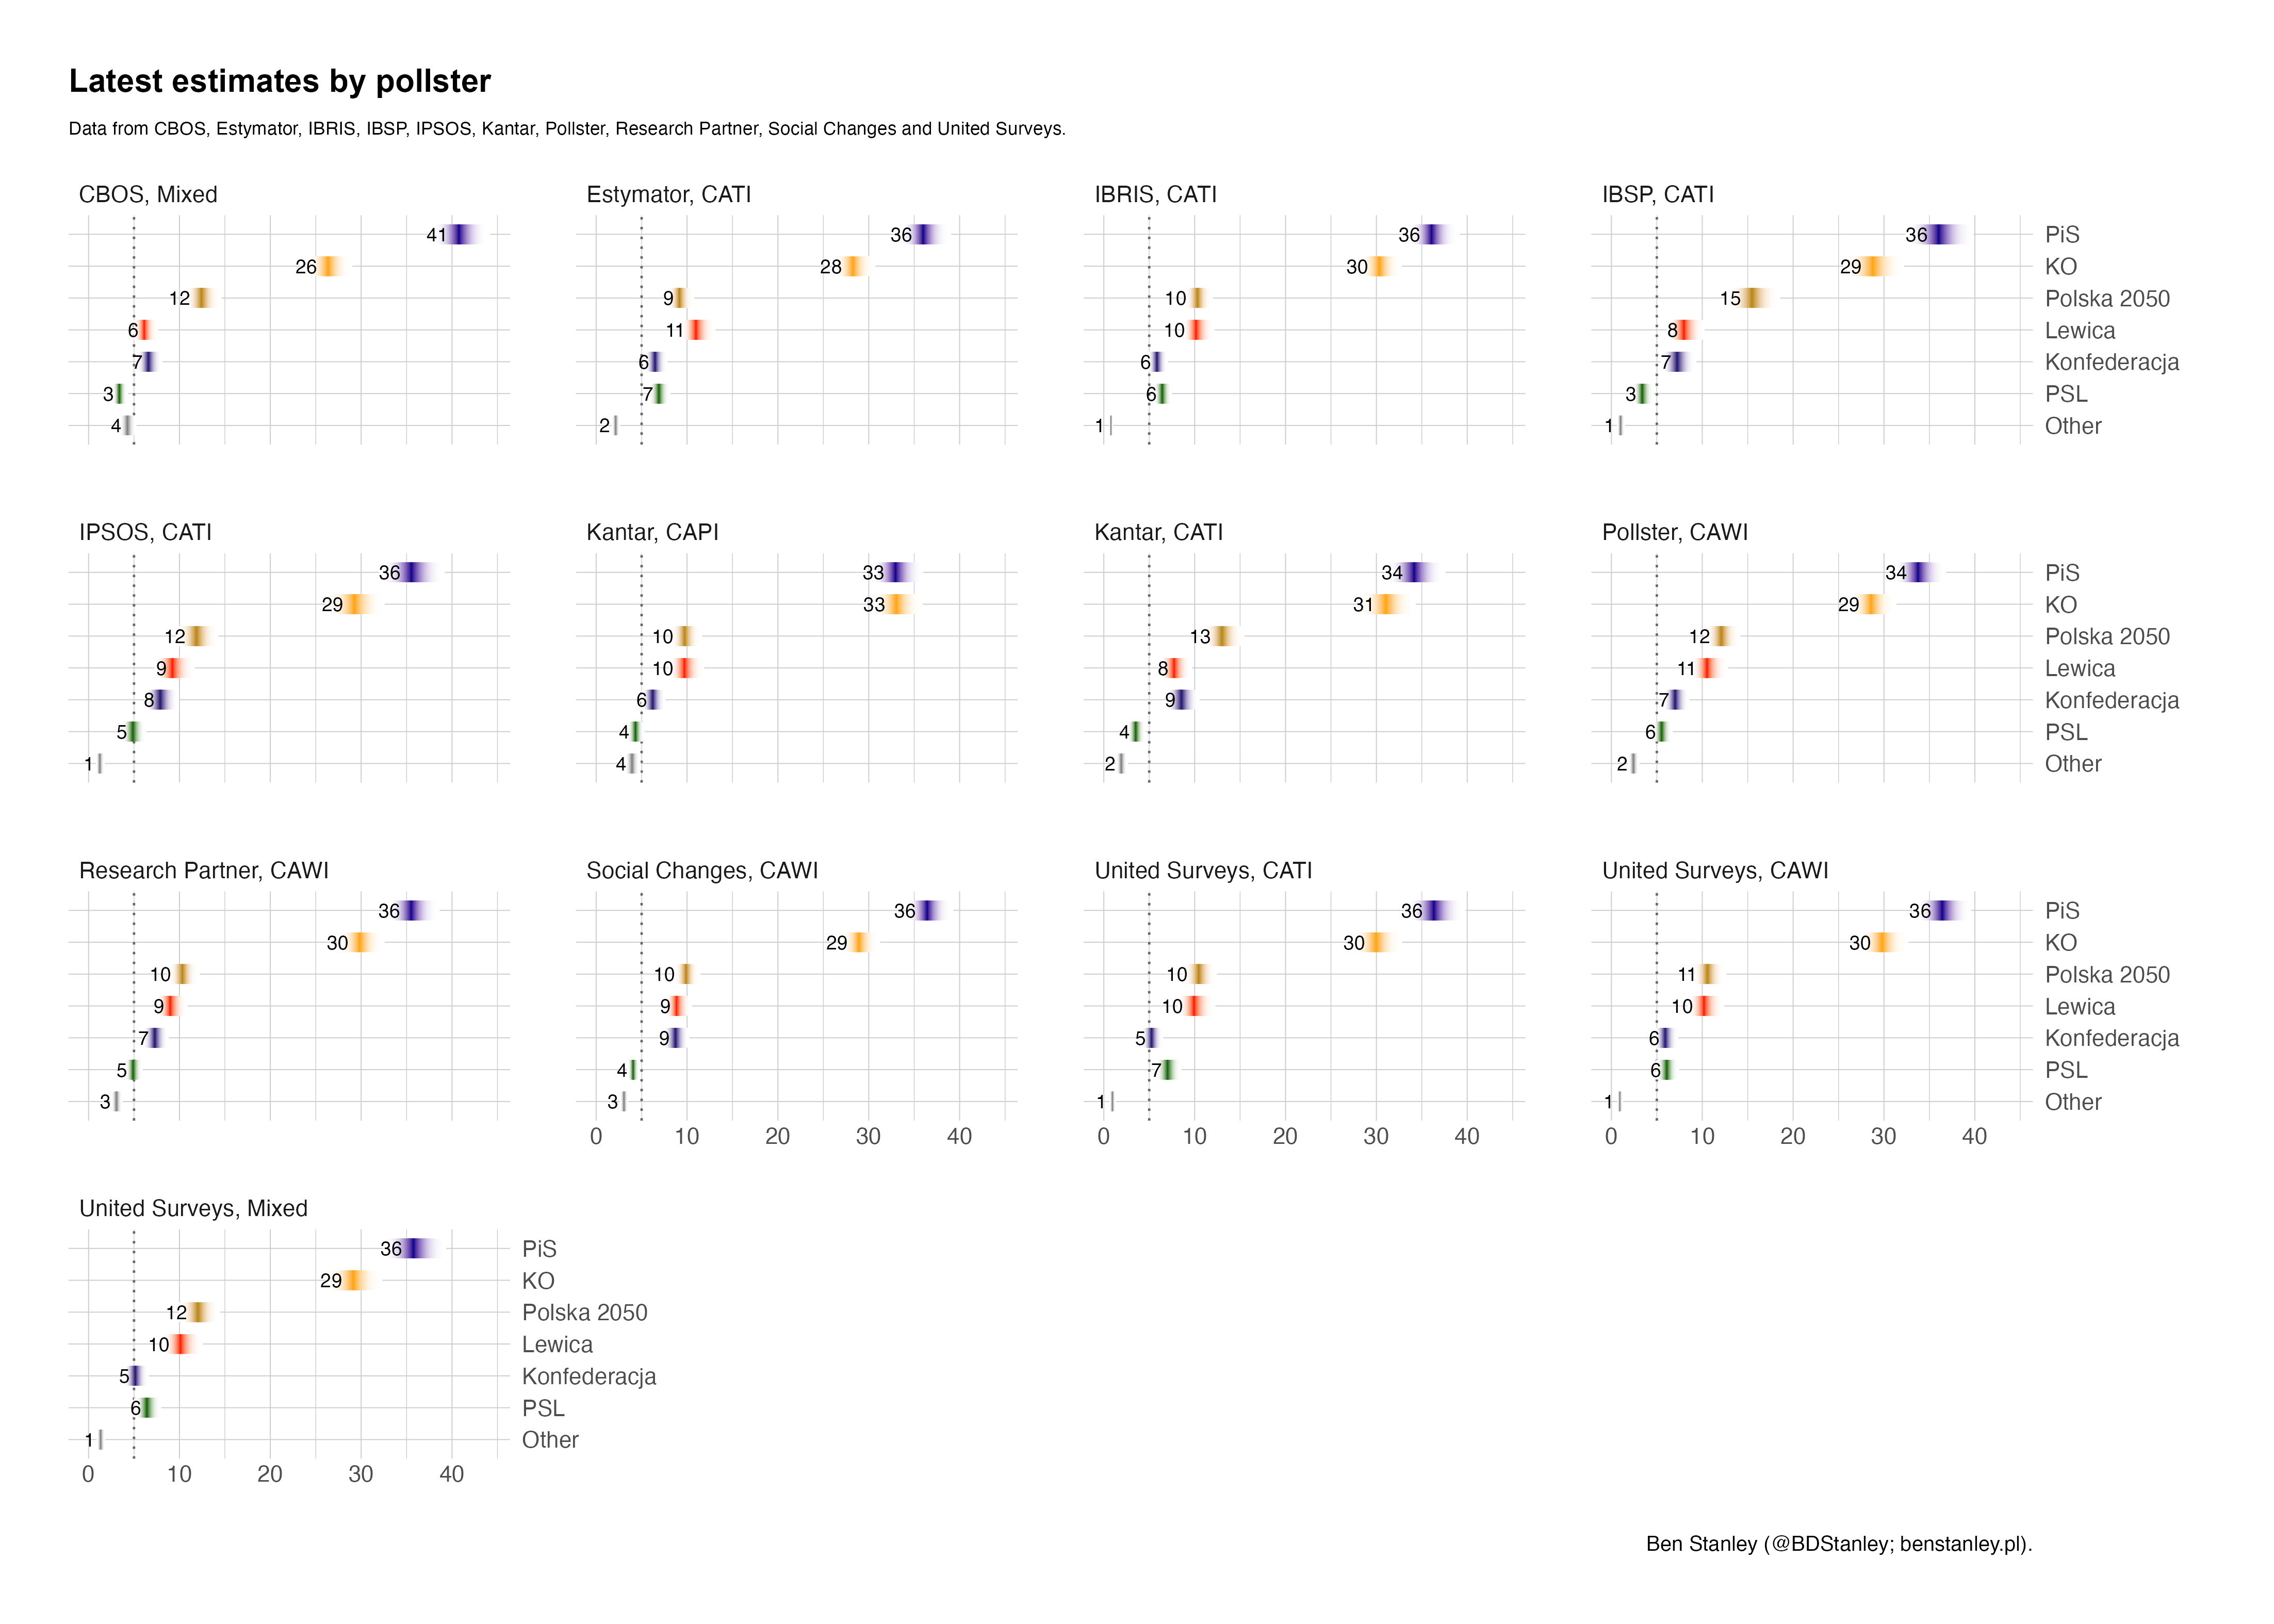 Latest estimates by pollster
Data from CBOS, Estymator, IBRIS, IBSP, IPSOS, Kantar, Pollster, Research Partner, Social Changes and United Surveys.
CBOS, Mixed
41
26
12
6
7
3
4
Estymator, CATI
36
28
9
11
6
7
2
IBRIS, CATI
36
30
10
10
6
6
1
IBSP, CATI
36 PiS
29 KO
15 Polska 2050
8 Lewica
7 Konfederacja
3 PSL
1 Other
IPSOS, CATI
36
29
12
9
8
5
1
Kantar, CAPI
33
33
10
10
6
4
4
Kantar, CATI
34
31
13
8
9
4
2
Pollster, CAWI
34 PiS
29 KO
12 Polska 2050
11 Lewica
7 Konfederacja
6 PSL
2 Other
Research Partner, CAWI
36
30
10
9
7
5
3
Social Changes, CAWI
36
29
10
9
9
4
3
0 10 20 30 40
United Surveys, CATI
36
30
10
10
5
7
1
0 10 20 30 40
United Surveys, CAWI
36 PiS
30 KO
11 Polska 2050
10 Lewica
6 Konfederacja
6 PSL
1 Other
0 10 20 30 40
United Surveys, Mixed
36 PiS
29 KO
12 Polska 2050
10 Lewica
5 Konfederacja
6 PSL
1 Other
0 10 20 30 40
Ben Stanley (@BDStanley; benstanley.pl).